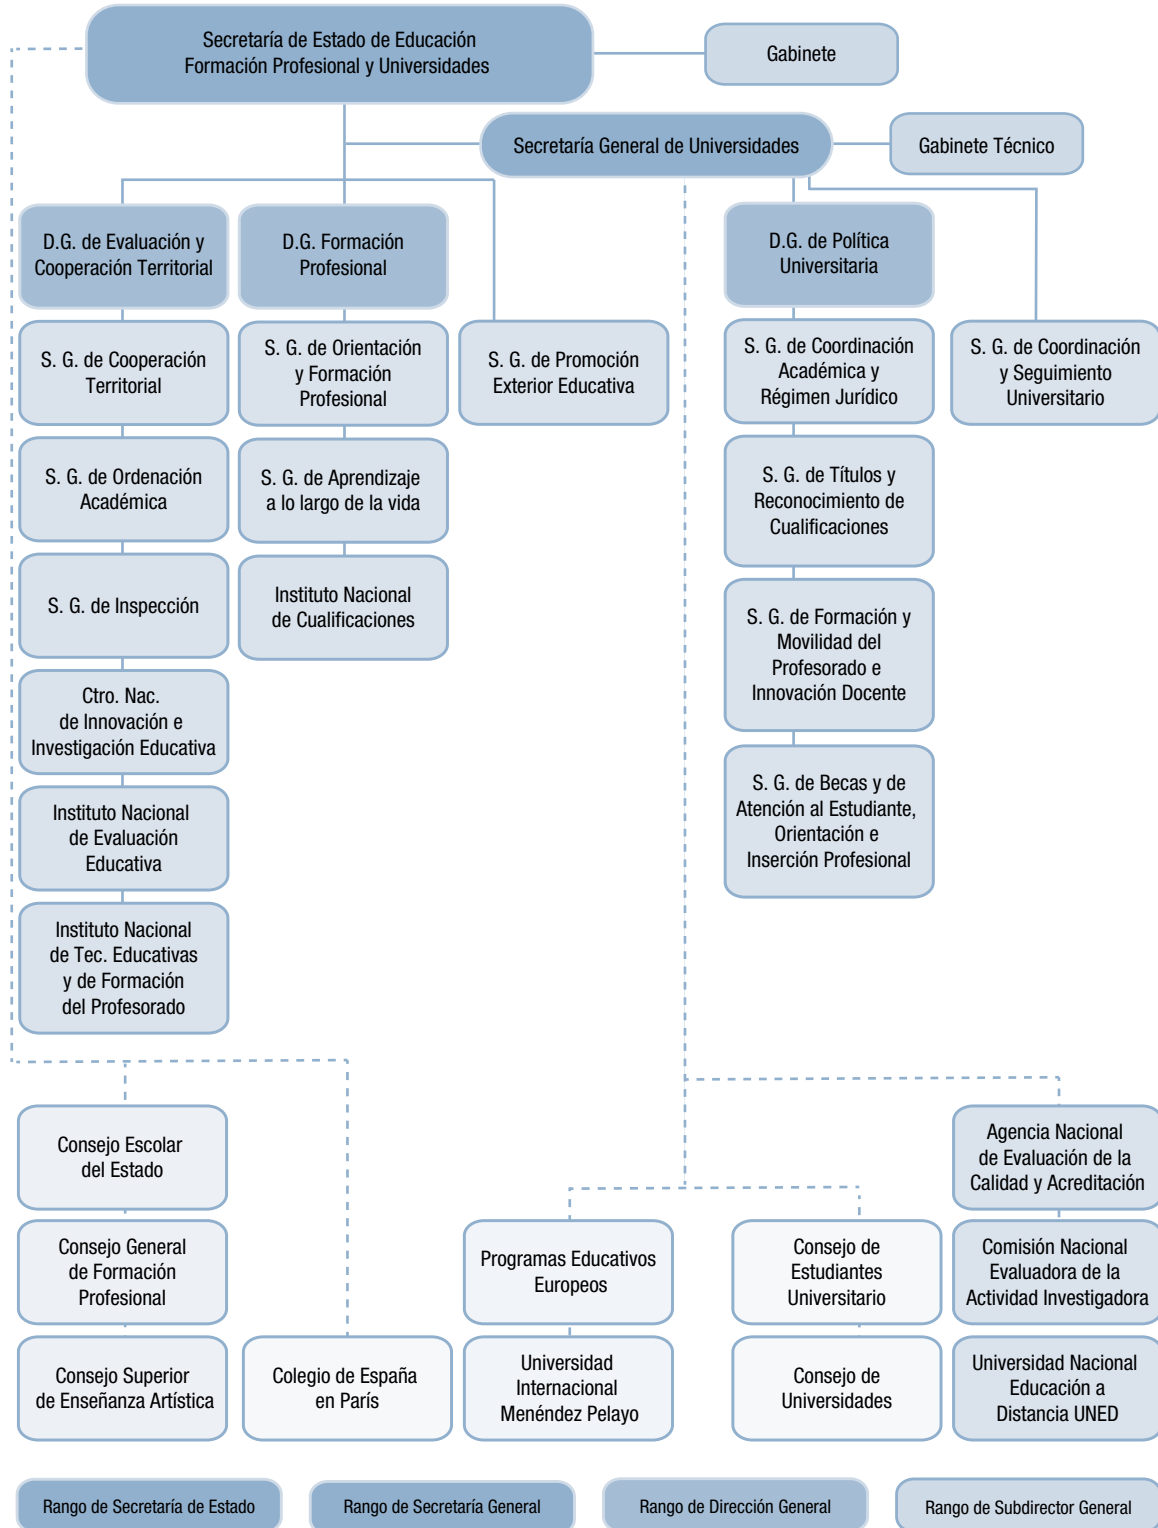 Secretaría de Estado de Educación
Formación Profesional y Universidades
Gabinete
Secretaría General de Universidades
Gabinete Técnico
D.G. de Evaluación y
Cooperación Territorial
D.G. Formación
Profesional
D.G. de Política
Universitaria
S. G. de Cooperación
Territorial
S. G. de Orientación
y Formación
Profesional
S. G. de Promoción
Exterior Educativa
S. G. de Coordinación
Académica y
Régimen Jurídico
S. G. de Coordinación
y Seguimiento
Universitario
S. G. de Ordenación
Académica
S. G. de Aprendizaje
a lo largo de la vida
S. G. de Títulos y
Reconocimiento de
Cualificaciones
S. G. de Inspección
Instituto Nacional
de Cualificaciones
S. G. de Formación y
Movilidad del
Profesorado e
Innovación Docente
Ctro. Nac.
de Innovación e
Investigación Educativa
S. G. de Becas y de
Atención al Estudiante,
Orientación e
Inserción Profesional
Instituto Nacional
de Evaluación
Educativa
Instituto Nacional
de Tec. Educativas
y de Formación
del Profesorado
Consejo Escolar
del Estado
Agencia Nacional
de Evaluación de la
Calidad y Acreditación
Consejo General
de Formación
Profesional
Programas Educativos
Europeos
Consejo de
Estudiantes
Universitario
Comisión Nacional
Evaluadora de la
Actividad Investigadora
Consejo Superior
de Enseñanza Artística
Colegio de España
en París
Universidad
Internacional
Menéndez Pelayo
Consejo de
Universidades
Universidad Nacional
Educación a
Distancia UNED
Rango de Secretaría de Estado
Rango de Secretaría General
Rango de Dirección General
Rango de Subdirector General